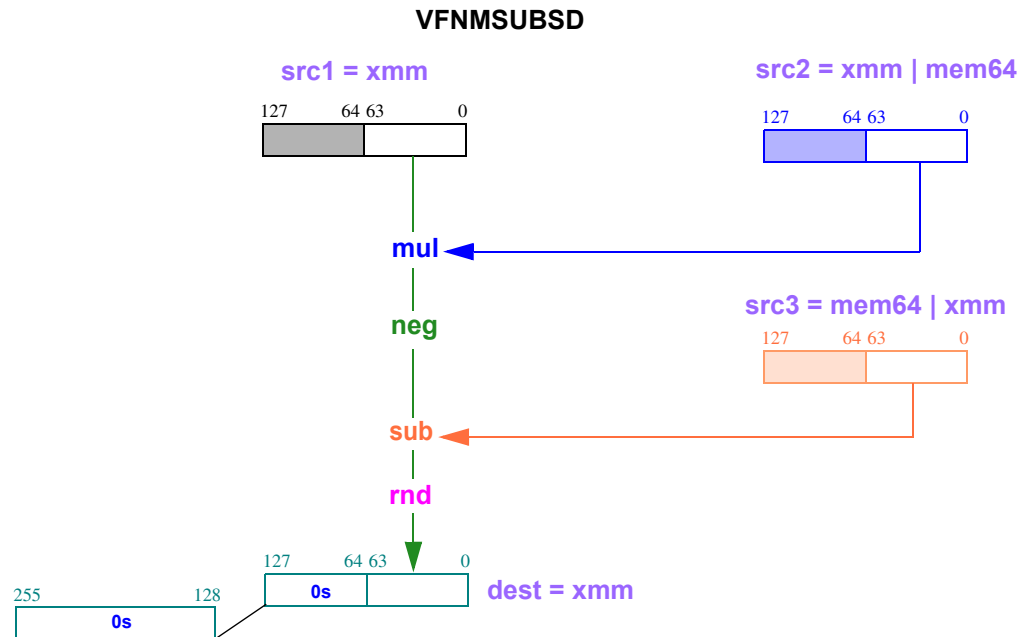 VFNMSUBSD
src1 = xmm
src2 = xmm | mem64
127 64 63 0
127 64 63 0
mul
src3 = mem64 | xmm
neg
127 64 63 0
sub
rnd
127 64 63 0
0s
dest = xmm
255 128
0s